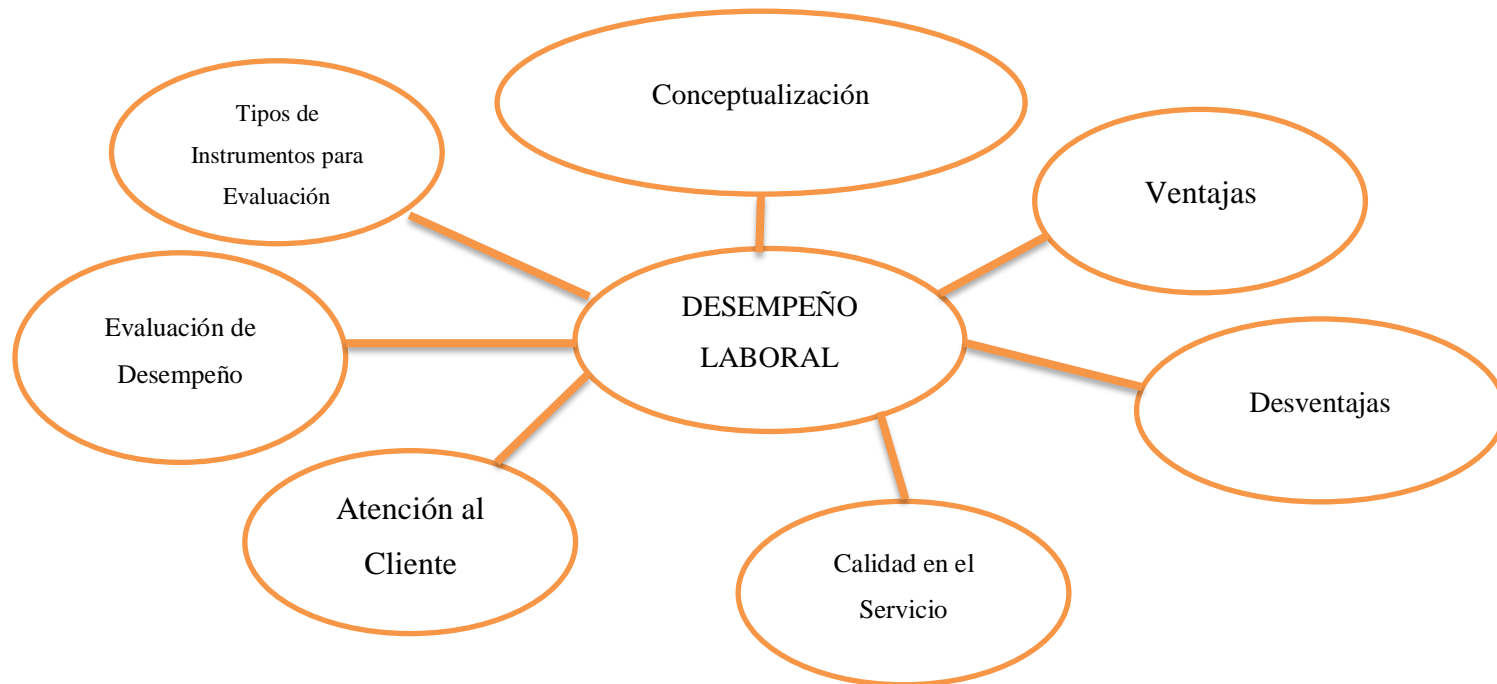 Conceptualización
Tipos de
Instrumentos para
Evaluación
Ventajas
DESEMPEÑO
LABORAL
Evaluación de
Desempeño
Desventajas
Atención al
Cliente
Calidad en el
Servicio